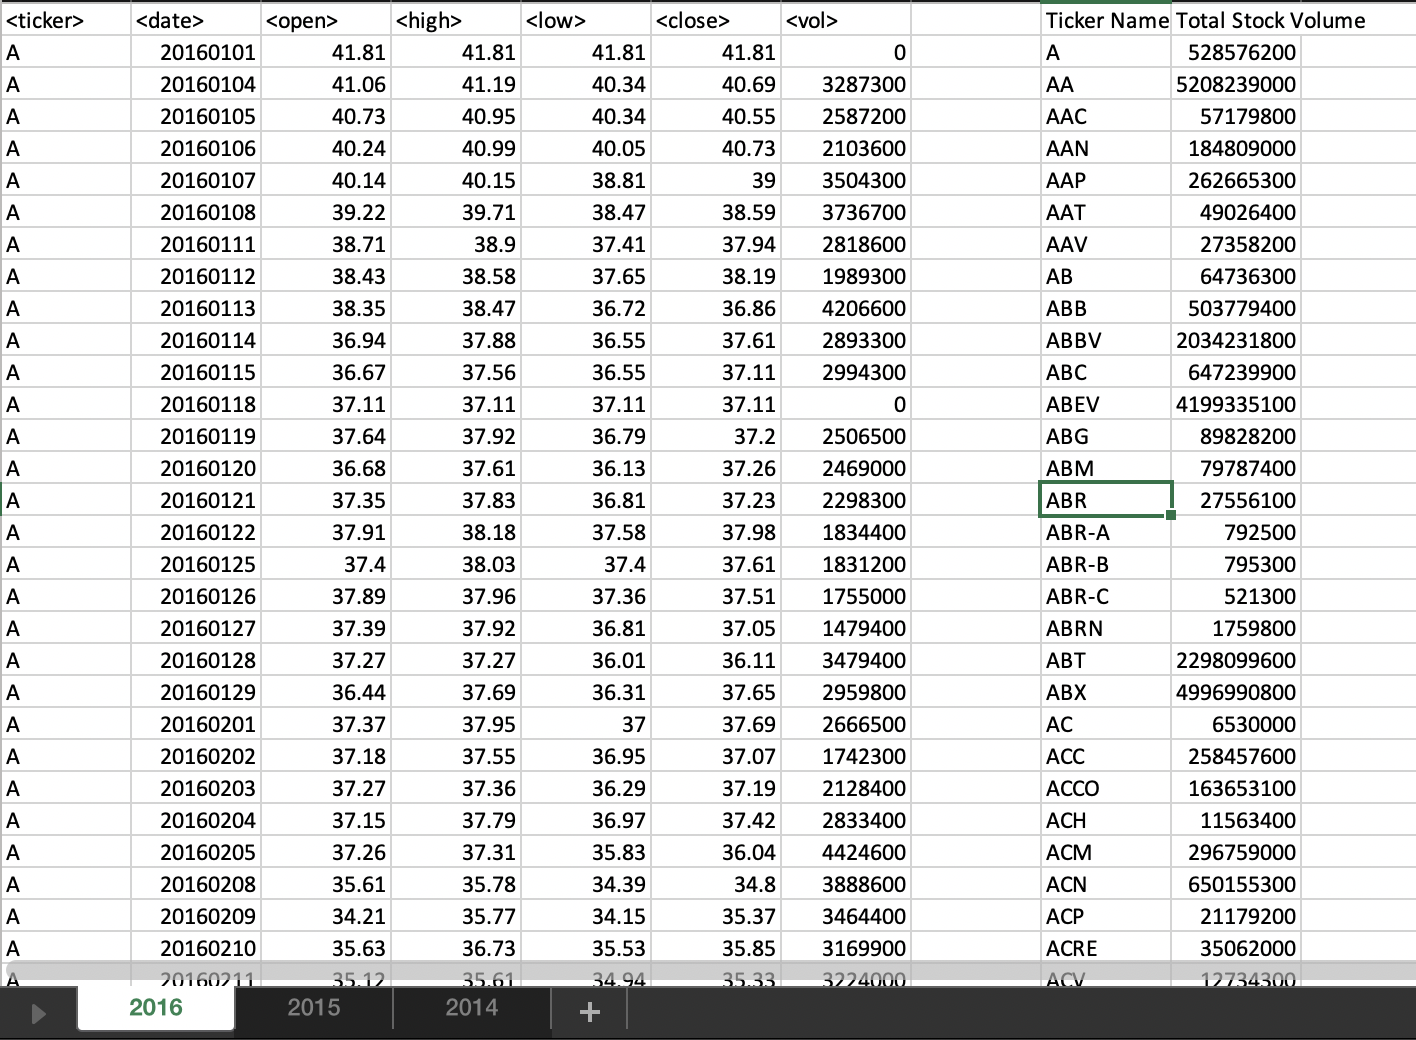 <ticker> <date> <open> <high> <low> <close> <vol> Ticker Name Total Stock Volume
A 20160101 41.81 41.81 41.81 41.81 0 A 528576200
A 20160104 41.06 41.19 40.34 40.69 3287300 AA 5208239000
A 20160105 40.73 40.95 40.34 40.55 2587200 AAC 57179800
A 20160106 40.24 40.99 40.05 40.73 2103600 AAN 184809000
A 20160107 40.14 40.15 38.81 39 3504300 AAP 262665300
A 20160108 39.22 39.71 38.47 38.59 3736700 AAT 49026400
A 20160111 38.71 38.9 37.41 37.94 2818600 AAV 27358200
A 20160112 38.43 38.58 37.65 38.19 1989300 AB 64736300
A 20160113 38.35 38.47 36.72 36.86 4206600 ABB 503779400
A 20160114 36.94 37.88 36.55 37.61 2893300 ABBV 2034231800
A 20160115 36.67 37.56 36.55 37.11 2994300 ABC 647239900
A 20160118 37.11 37.11 37.11 37.11 0 ABEV 4199335100
A 20160119 37.64 37.92 36.79 37.2 2506500 ABG 89828200
A 20160120 36.68 37.61 36.13 37.26 2469000 ABM 79787400
A 20160121 37.35 37.83 36.81 37.23 2298300 ABR 27556100
A 20160122 37.91 38.18 37.58 37.98 1834400 ABR-A 792500
A 20160125 37.4 38.03 37.4 37.61 1831200 ABR-B 795300
A 20160126 37.89 37.96 37.36 37.51 1755000 ABR-C 521300
A 20160127 37.39 37.92 36.81 37.05 1479400 ABRN 1759800
A 20160128 37.27 37.27 36.01 36.11 3479400 ABT 2298099600
A 20160129 36.44 37.69 36.31 37.65 2959800 ABX 4996990800
A 20160201 37.37 37.95 37 37.69 2666500 AC 6530000
A 20160202 37.18 37.55 36.95 37.07 1742300 ACC 258457600
A 20160203 37.27 37.36 36.29 37.19 2128400 ACCO 163653100
A 20160204 37.15 37.79 36.97 37.42 2833400 ACH 11563400
A 20160205 37.26 37.31 35.83 36.04 4424600 ACM 296759000
A 20160208 35.61 35.78 34.39 34.8 3888600 ACN 650155300
A 20160209 34.21 35.77 34.15 35.37 3464400 ACP 21179200
A 20160210 35.63 36.73 35.53 35.85 3169900 ACRE 35062000
A 20160211 35.12 35.61 34.94 35.33 3224000 ACV 12734300
2016 2015 2014 +